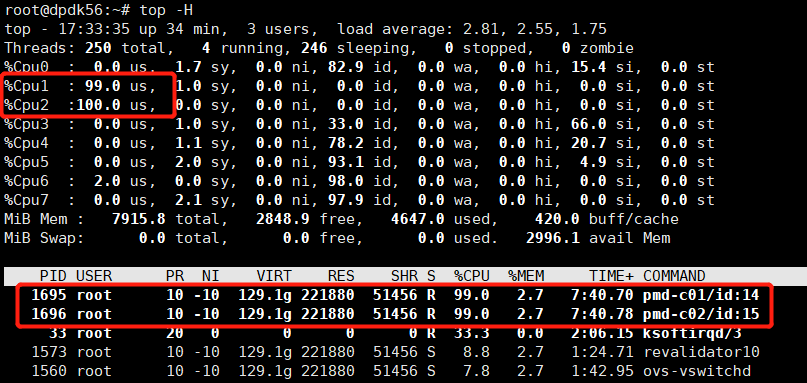 root@dpdk56:~# top -H
top - 17:33:35 up 34 min,  3 users,  load average: 2.81, 2.55, 1.75
Threads: 250 total,   4 running, 246 sleeping,   0 stopped,   0 zombie
%Cpu0  :  0.0 us,  1.7 sy,  0.0 ni, 82.9 id,  0.0 wa,  0.0 hi, 15.4 si,  0.0 st
%Cpu1  : 99.0 us,  1.0 sy,  0.0 ni,  0.0 id,  0.0 wa,  0.0 hi,  0.0 si,  0.0 st
%Cpu2  :100.0 us,  0.0 sy,  0.0 ni,  0.0 id,  0.0 wa,  0.0 hi,  0.0 si,  0.0 st
%Cpu3  :  0.0 us,  1.0 sy,  0.0 ni, 33.0 id,  0.0 wa,  0.0 hi, 66.0 si,  0.0 st
%Cpu4  :  0.0 us,  1.1 sy,  0.0 ni, 78.2 id,  0.0 wa,  0.0 hi, 20.7 si,  0.0 st
%Cpu5  :  0.0 us,  2.0 sy,  0.0 ni, 93.1 id,  0.0 wa,  0.0 hi,  4.9 si,  0.0 st
%Cpu6  :  2.0 us,  0.0 sy,  0.0 ni, 98.0 id,  0.0 wa,  0.0 hi,  0.0 si,  0.0 st
%Cpu7  :  0.0 us,  2.1 sy,  0.0 ni, 97.9 id,  0.0 wa,  0.0 hi,  0.0 si,  0.0 st
MiB Mem :   7915.8 total,   2848.9 free,   4647.0 used,    420.0 buff/cache
MiB Swap:      0.0 total,      0.0 free,      0.0 used.   2996.1 avail Mem
PID USER      PR  NI    VIRT    RES    SHR S  %CPU  %MEM     TIME+ COMMAND
1695 root      10 -10  129.1g 221880  51456 R  99.0   2.7   7:40.70 pmd-c01/id:14
1696 root      10 -10  129.1g 221880  51456 R  99.0   2.7   7:40.78 pmd-c02/id:15
33 root      20   0       0      0      0 R  33.3   0.0   2:06.15 ksoftirqd/3
1573 root      10 -10  129.1g 221880  51456 S   8.8   2.7   1:24.71 revalidator10
1560 root      10 -10  129.1g 221880  51456 S   8.8   2.7   1:42.95 ovs-vswitchd